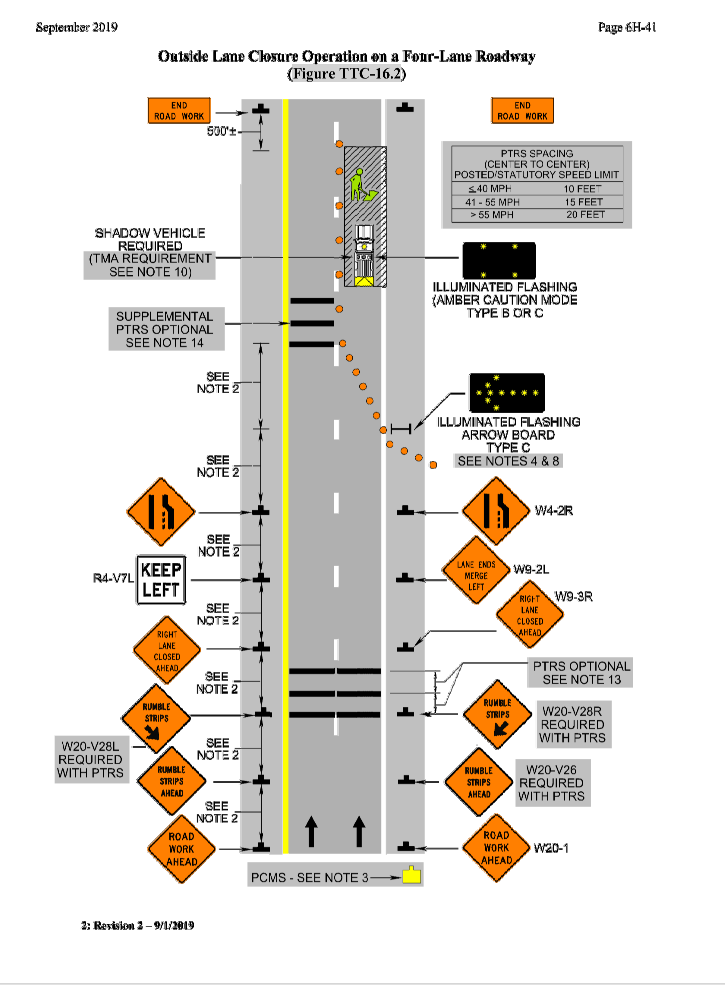 September 2019
Page 6H-41
Outside Lane Closure Operation on a Four-Lane Roadway
(Figure TTC-16.2)
END
ROAD WORK
END
ROAD WORK
500'±
PTRS SPACING
(CENTER TO CENTER)
POSTED/STATUTORY SPEED LIMIT
≤40 MPH 10 FEET
41 - 55 MPH 15 FEET
> 55 MPH 20 FEET
SHADOW VEHICLE
REQUIRED
(TMA REQUIREMENT
SEE NOTE 10)
ILLUMINATED FLASHING
(AMBER CAUTION MODE
TYPE B OR C
SUPPLEMENTAL
PTRS OPTIONAL
SEE NOTE 14
SEE
NOTE 2
ILLUMINATED FLASHING
ARROW BOARD
TYPE C
SEE NOTES 4 & 8
SEE
NOTE 2
W4-2R
SEE
NOTE 2
R4-V7L
KEEP
LEFT
LANE ENDS
MERGE
LEFT
W9-2L
SEE
NOTE 2
RIGHT
LANE
CLOSED
AHEAD
W9-3R
RIGHT
LANE
CLOSED
AHEAD
SEE
NOTE 2
PTRS OPTIONAL
SEE NOTE 13
RUMBLE
STRIPS
RUMBLE
STRIPS
W20-V28R
REQUIRED
WITH PTRS
W20-V28L
REQUIRED
WITH PTRS
SEE
NOTE 2
RUMBLE
STRIPS
AHEAD
RUMBLE
STRIPS
AHEAD
W20-V26
REQUIRED
WITH PTRS
SEE
NOTE 2
ROAD
WORK
AHEAD
ROAD
WORK
AHEAD
W20-1
PCMS - SEE NOTE 3
2: Revision 2 – 9/1/2019